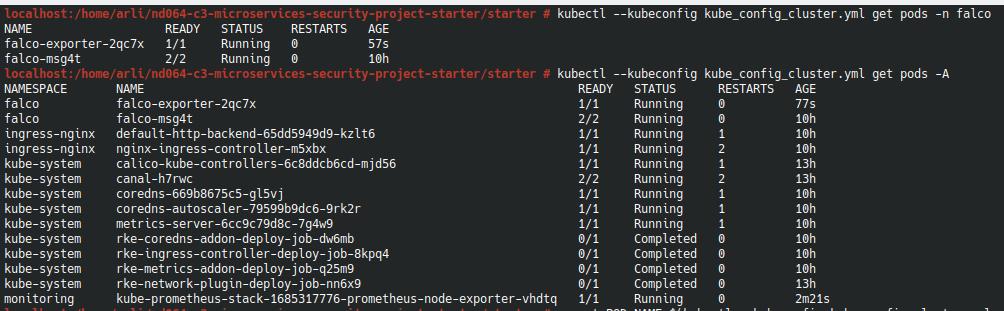 localhost:/home/arli/nd064-c3-microservices-security-project-starter/starter # kubectl --kubeconfig kube_config_cluster.yml get pods -n falco
NAME READY STATUS RESTARTS AGE
falco-exporter-2qc7x 1/1 Running 0 57s
falco-msg4t 2/2 Running 0 10h
localhost:/home/arli/nd064-c3-microservices-security-project-starter/starter # kubectl --kubeconfig kube_config_cluster.yml get pods -A
NAMESPACE NAME READY STATUS RESTARTS AGE
falco falco-exporter-2qc7x 1/1 Running 0 77s
falco falco-msg4t 2/2 Running 0 10h
ingress-nginx default-http-backend-65dd5949d9-kzlt6 1/1 Running 1 10h
ingress-nginx nginx-ingress-controller-m5xbx 1/1 Running 2 10h
kube-system calico-kube-controllers-6c8ddcb6cd-mjd56 1/1 Running 1 13h
kube-system canal-h7rwc 2/2 Running 2 13h
kube-system coredns-669b8675c5-gl5vj 1/1 Running 1 10h
kube-system coredns-autoscaler-79599b9dc6-9rk2r 1/1 Running 1 10h
kube-system metrics-server-6cc9c79d8c-7g4w9 1/1 Running 1 10h
kube-system rke-coredns-addon-deploy-job-dw6mb 0/1 Completed 0 10h
kube-system rke-ingress-controller-deploy-job-8kpq4 0/1 Completed 0 10h
kube-system rke-metrics-addon-deploy-job-q25m9 0/1 Completed 0 10h
kube-system rke-network-plugin-deploy-job-nn6x9 0/1 Completed 0 13h
monitoring kube-prometheus-stack-1685317776-prometheus-node-exporter-vhdtq 1/1 Running 0 2m21s